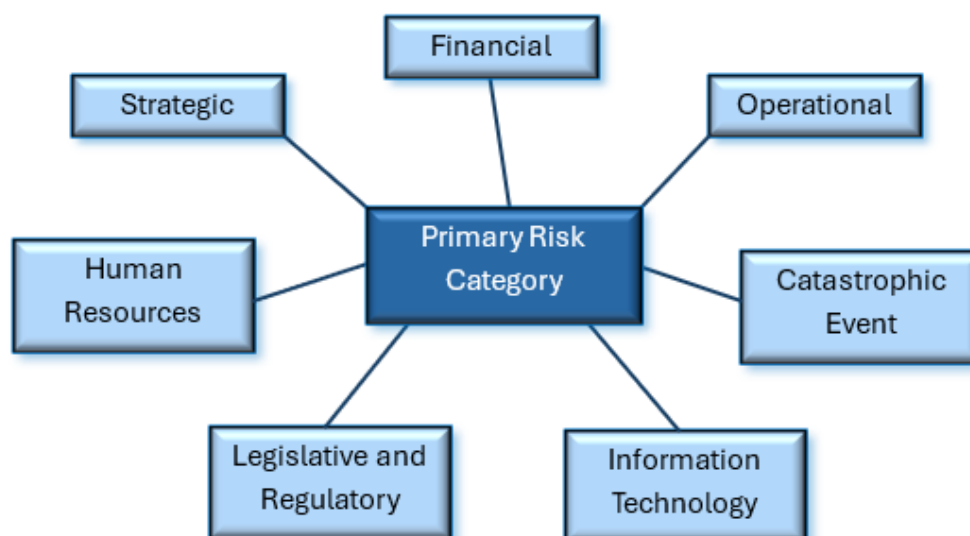 Financial
Strategic
Operational
Primary Risk
Category
Human
Resources
Catastrophic
Event
Legislative and
Regulatory
Information
Technology